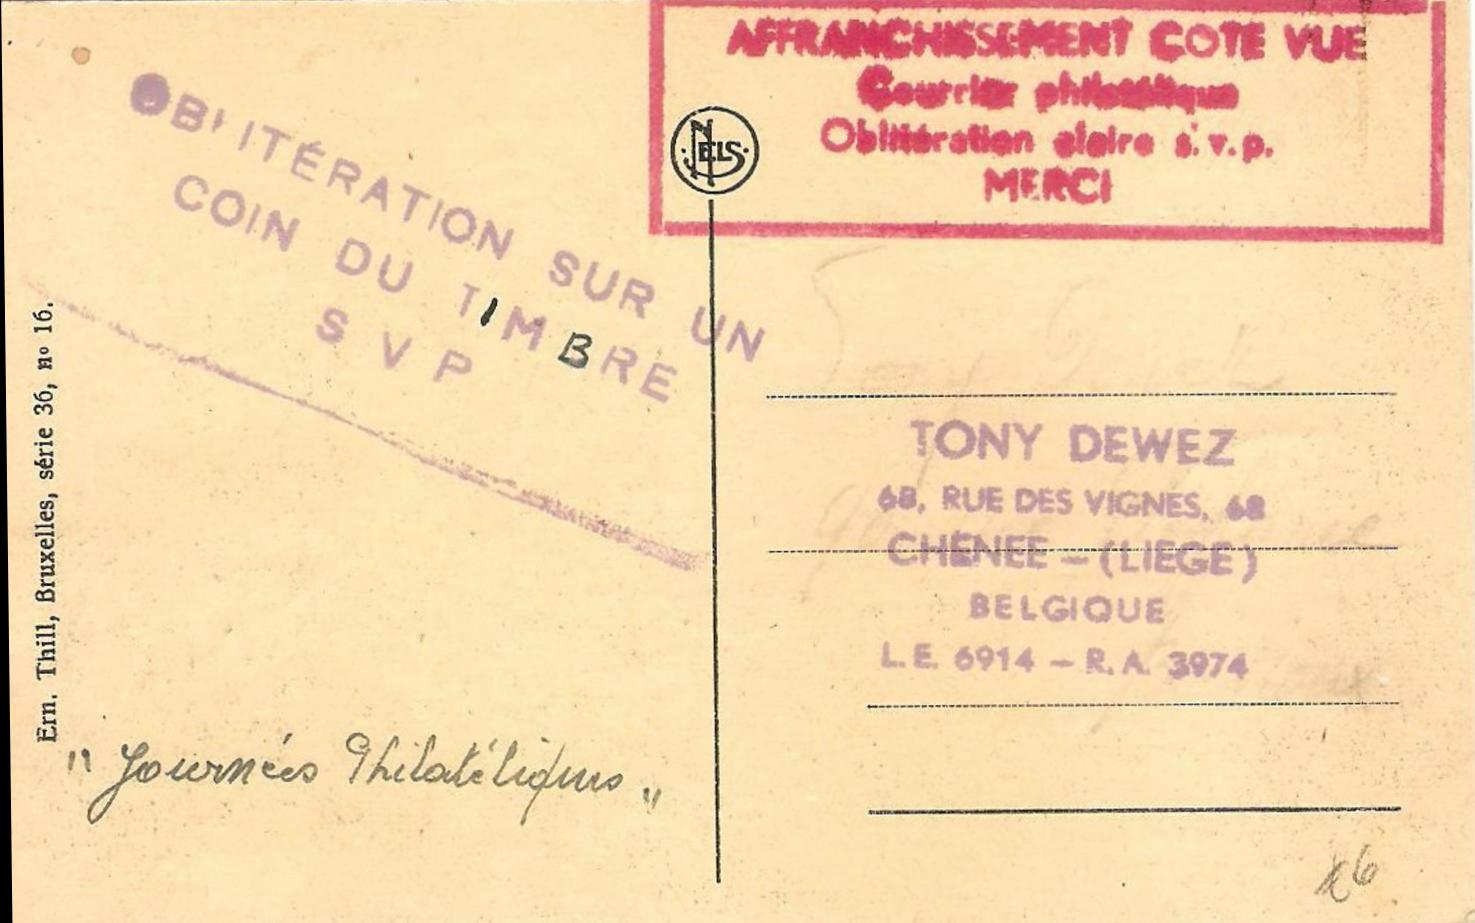 AFFRANCHISSEMENT COTE VUE
Courrier philatélique
Oblitération claire s.v.p.
MERCI
NELS
OBLITÉRATION SUR UN
COIN DU TIMBRE
S V P
Ern. Thill, Bruxelles, série 36, nº 16.
TONY DEWEZ
68, RUE DES VIGNES, 68
CHENEE – (LIEGE)
BELGIQUE
L.E. 6914 – R.A. 3974
" Journées Philatéliques "